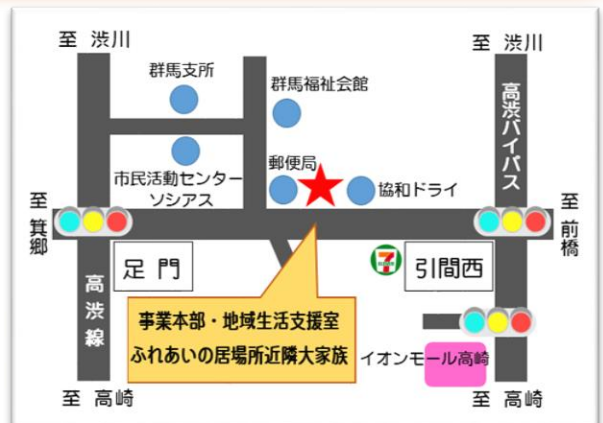 至 渋川
至 渋川
群馬支所
群馬福祉会館
高渋バイパス
郵便局
市民活動センター
ソシアス
協和ドライ
至 箕郷
至 前橋
足門
7
引間西
高渋線
事業本部・地域生活支援室
ふれあいの居場所近隣大家族
イオンモール高崎
至 高崎
至 高崎